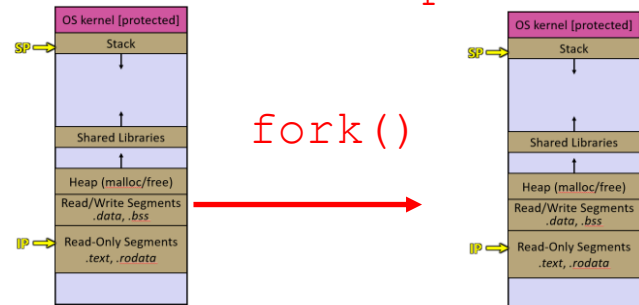 OS kernel [protected]
SP
Stack
Shared Libraries
Heap (malloc/free)
Read/Write Segments
.data, .bss
IP
Read-Only Segments
.text, .rodata
fork()
OS kernel [protected]
SP
Stack
Shared Libraries
Heap (malloc/free)
Read/Write Segments
.data, .bss
IP
Read-Only Segments
.text, .rodata